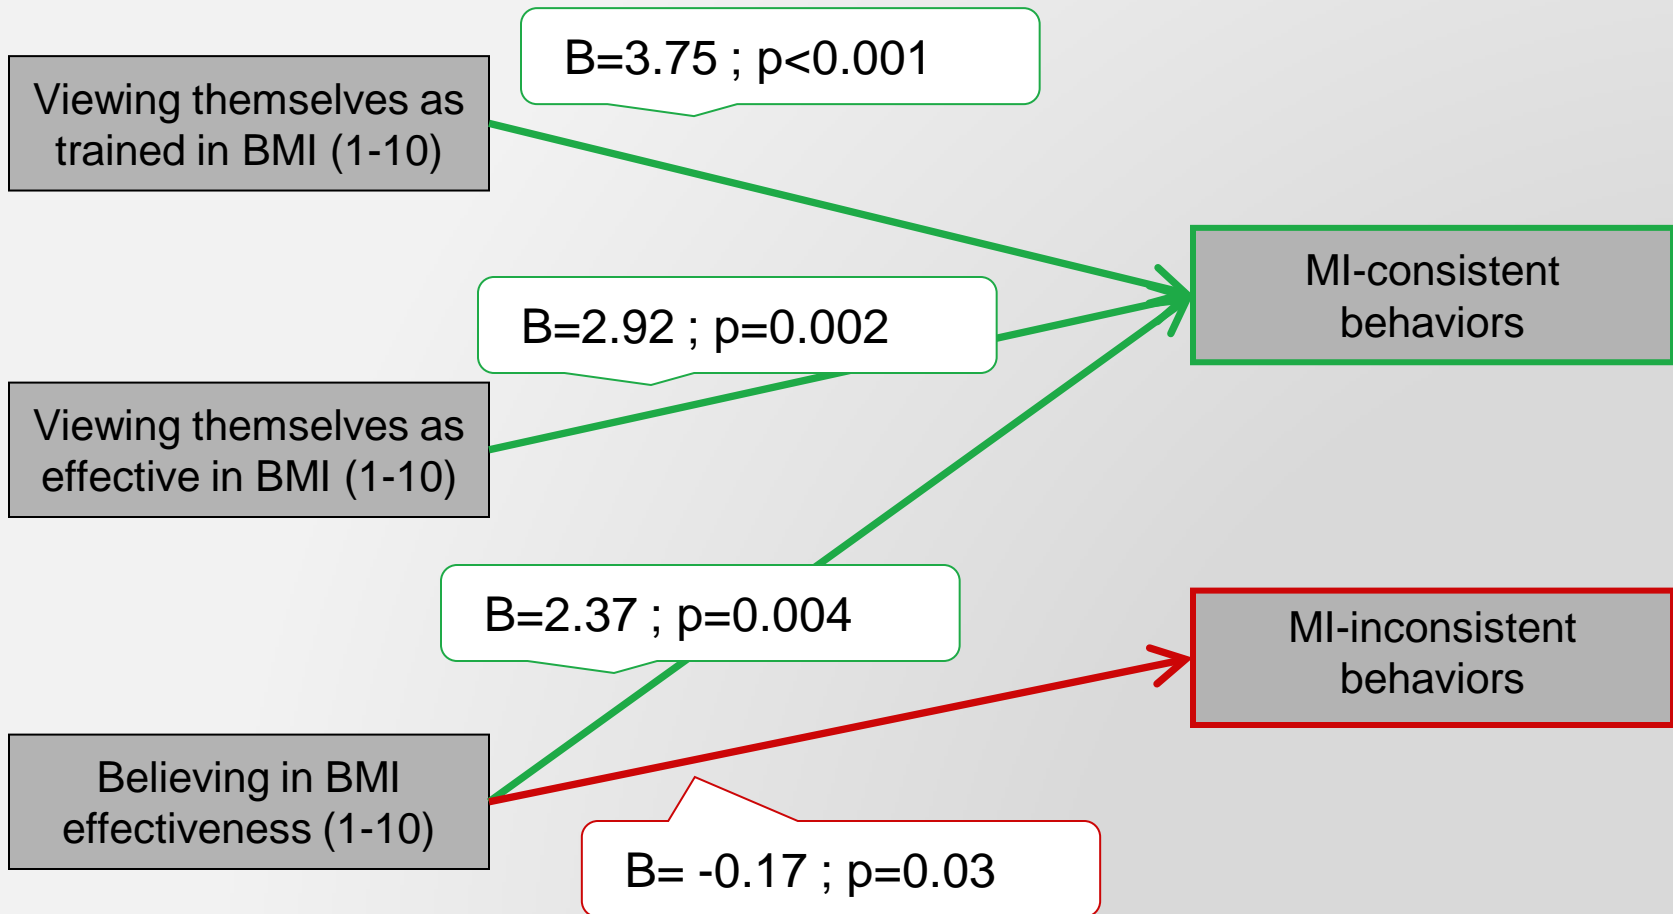 B=3.75 ; p<0.001
Viewing themselves as
trained in BMI (1-10)
MI-consistent
behaviors
B=2.92 ; p=0.002
Viewing themselves as
effective in BMI (1-10)
B=2.37 ; p=0.004
MI-inconsistent
behaviors
Believing in BMI
effectiveness (1-10)
B= -0.17 ; p=0.03